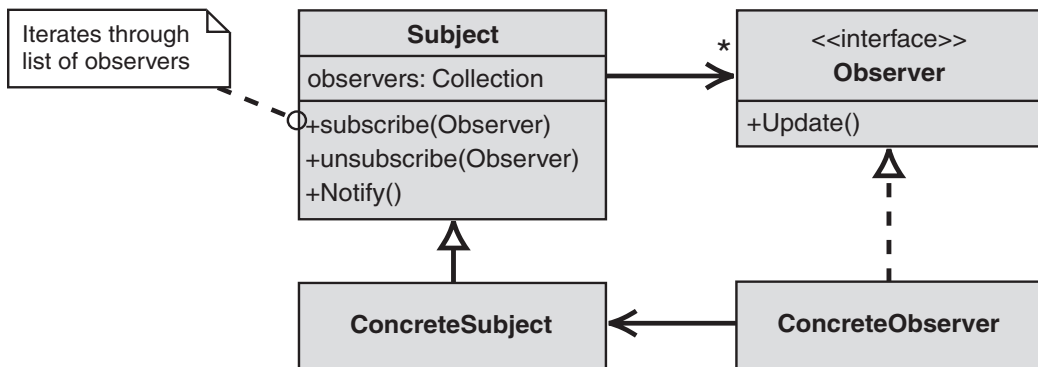 Iterates through
list of observers
Subject
observers: Collection
+subscribe(Observer)
+unsubscribe(Observer)
+Notify()
*
<<interface>>
Observer
+Update()
ConcreteSubject
ConcreteObserver